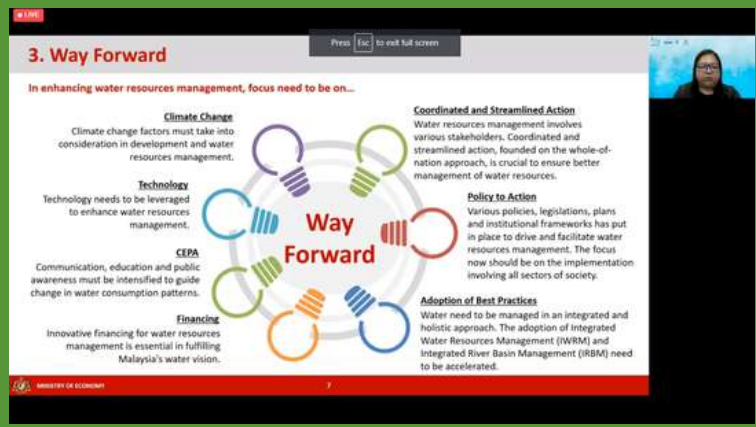 LIVE
Press Esc to exit full screen
3. Way Forward
In enhancing water resources management, focus need to be on...
Climate Change
Climate change factors must take into
consideration in development and water
resources management.
Technology
Technology needs to be leveraged
to enhance water resources
management.
CEPA
Communication, education and public
awareness must be intensified to guide
change in water consumption patterns.
Financing
Innovative financing for water resources
management is essential in fulfilling
Malaysia's water vision.
Way
Forward
Coordinated and Streamlined Action
Water resources management involves
various stakeholders. Coordinated and
streamlined action, founded on the whole-of-
nation approach, is crucial to ensure better
management of water resources.
Policy to Action
Various policies, legislations, plans
and institutional frameworks has put
in place to drive and facilitate water
resources management. The focus
now should be on the implementation
involving all sectors of society.
Adoption of Best Practices
Water need to be managed in an integrated and
holistic approach. The adoption of Integrated
Water Resources Management (IWRM) and
Integrated River Basin Management (IRBM) need
to be accelerated.
MINISTRY OF ECONOMY
7